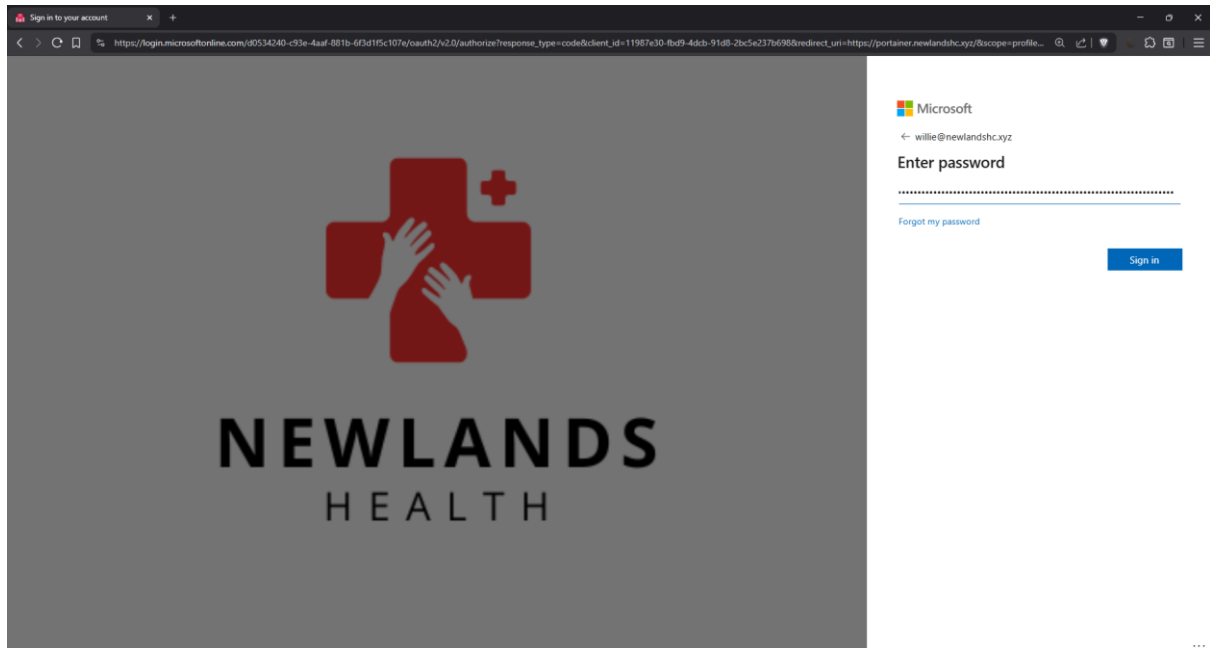 Sign in to your account
https://login.microsoftonline.com/d0534240-c93e-4aaf-881b-6f3d1f5c107e/oauth2/v2.0/authorize?response_type=code&client_id=11987e30-fbd9-4dcb-91d8-2bc5e237b698&redirect_uri=https://portainer.newlandshc.xyz/&scope=profile...
Microsoft
← willie@newlandshc.xyz
Enter password
Forgot my password
Sign in
NEWLANDS
HEALTH